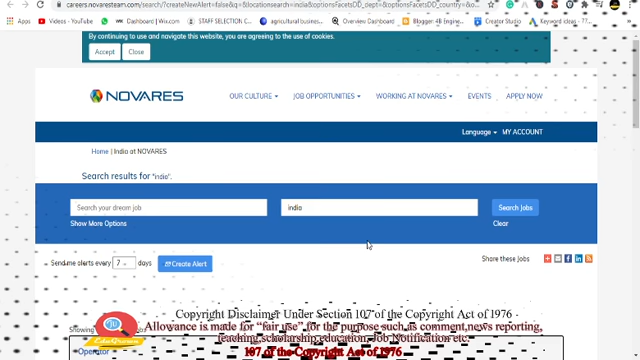 careers.novaresteam.com/search/?createNewAlert=false&q=&locationsearch=india&optionsFacetsDD_dept=&optionsFacetsDD_country=&o...
Apps Videos - YouTube WW Dashboard | Wix.com STAFF SELECTION C... agricultural business... Overview Dashboard... Blogger 4B Engineer... Creator Studio Keyword ideas - 771...
By continuing to use and navigate this website, you are agreeing to the use of cookies.
Accept Close
NOVARES OUR CULTURE JOB OPPORTUNITIES WORKING AT NOVARES EVENTS APPLY NOW
Language MY ACCOUNT
Home | India at NOVARES
Search results for "india".
Search your dream job india Search Jobs
Show More Options Clear
Send me alerts every 7 days Create Alert Share these Jobs
Copyright Disclaimer Under Section 107 of the Copyright Act of 1976
Showing
Allowance is made for "fair use" for the purpose such as comment,news reporting,
teaching,scholarship,education, Job Notification etc.
Operator
107 of the Copyright Act of 1976